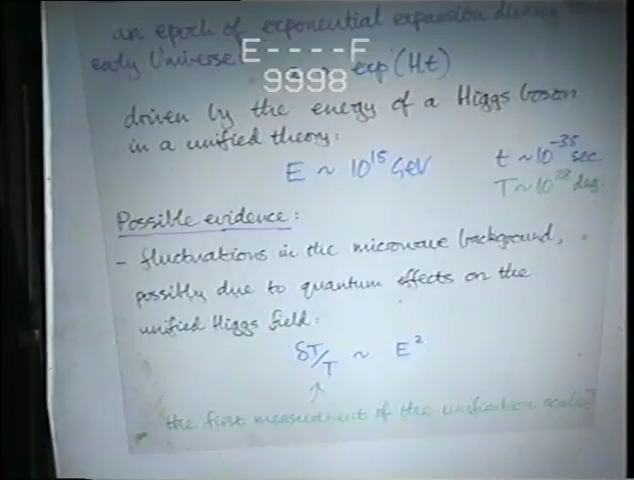 an epoch of exponential expansion during
early Universe:
E----F
9998
exp(Ht)
driven by the energy of a Higgs boson
in a unified theory:
E ~ 10^15 GeV
t ~ 10^-35 sec.
T ~ 10^28 deg.
Possible evidence:
- fluctuations in the microwave background,
possibly due to quantum effects on the
unified Higgs field:
δT/T ~ E²
↑
the first measurement of the unification scale?